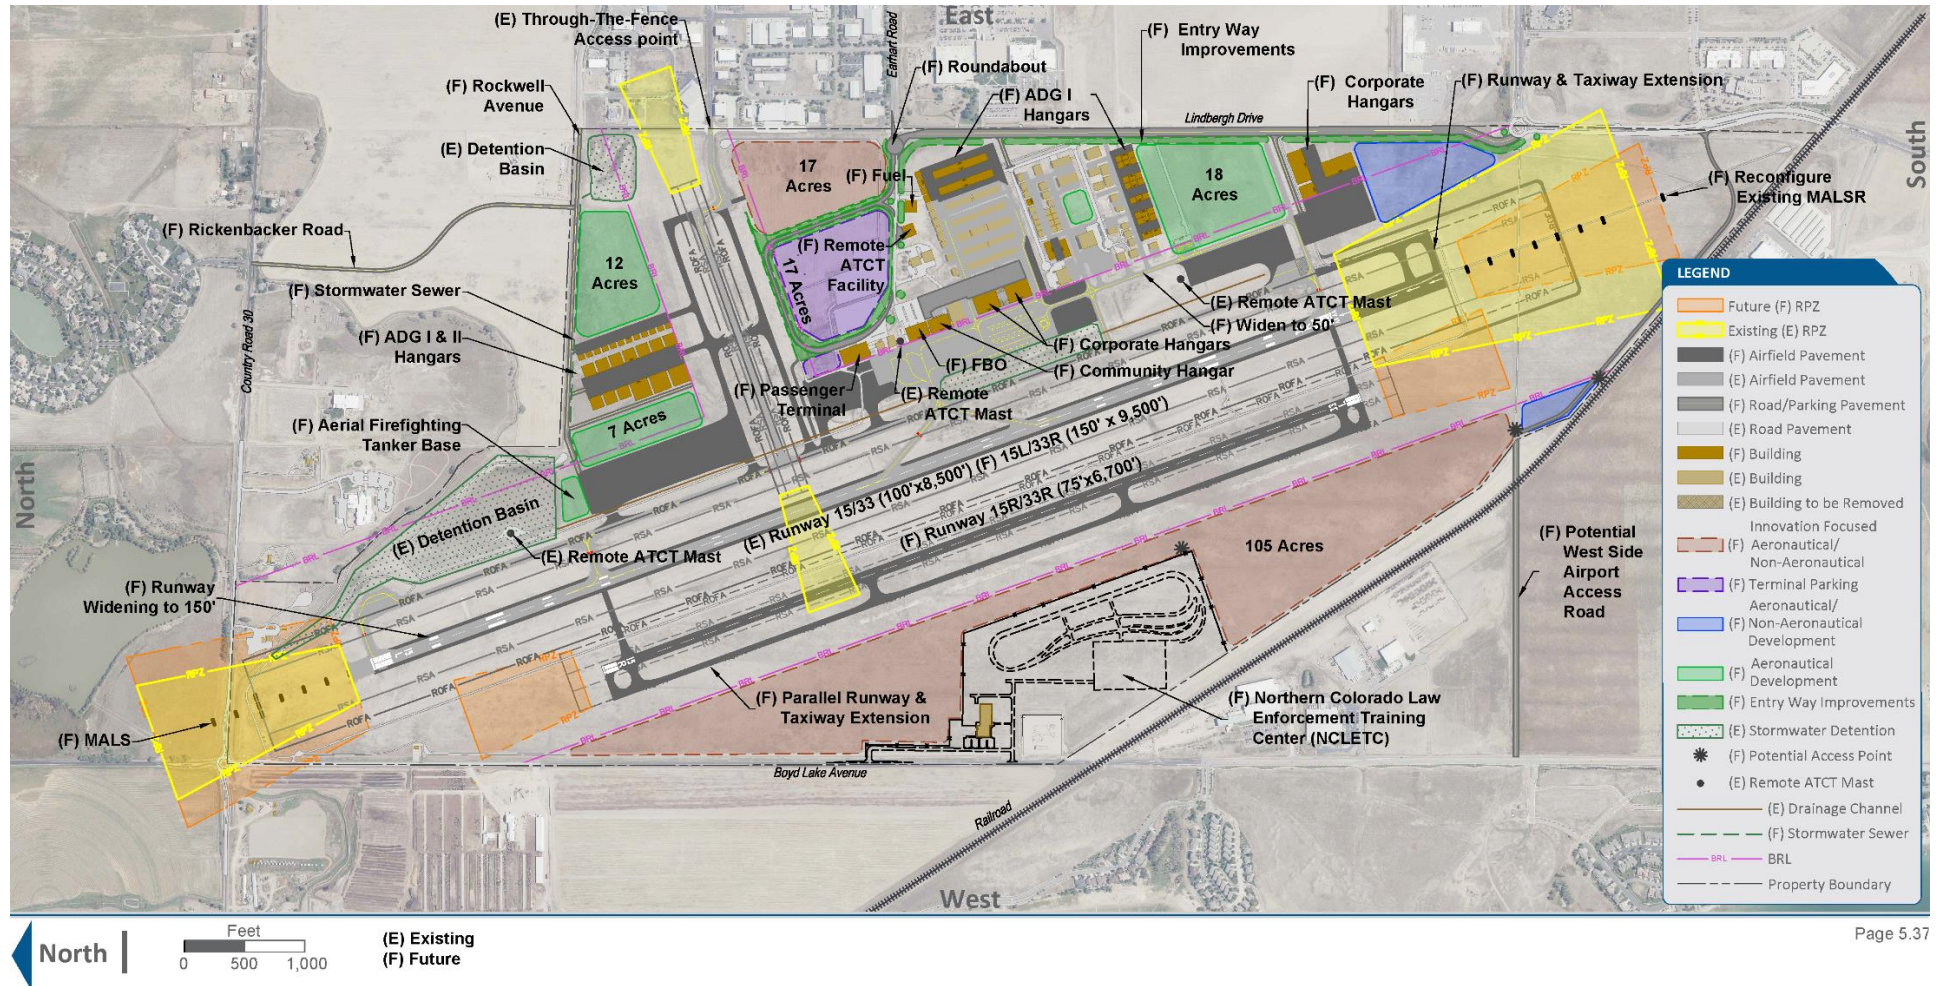 East
(E) Through-The-Fence
Access point
Earhart Road
(F) Entry Way
Improvements
(F) Roundabout
(F) Rockwell
Avenue
(F) ADG I
Hangars
(F) Corporate
Hangars
(F) Runway & Taxiway Extension
Lindbergh Drive
South
(E) Detention
Basin
17
Acres
(F) Fuel
18
Acres
(F) Reconfigure
Existing MALSR
(F) Rickenbacker Road
12
Acres
(F) Remote
ATCT
Facility
17 Acres
(F) Stormwater Sewer
(E) Remote ATCT Mast
(F) Widen to 50'
(F) ADG I & II
Hangars
Country Road 30
(F) Corporate Hangars
(F) FBO
(F) Community Hangar
(F) Passenger
Terminal
(E) Remote
ATCT Mast
7 Acres
(F) Aerial Firefighting
Tanker Base
North
(E) Detention Basin
(E) Remote ATCT Mast
(E) Runway 15/33 (100'x8,500') (F) 15L/33R (150' x 9,500')
(F) Runway 15R/33R (75'x6,700')
105 Acres
(F) Potential
West Side
Airport
Access
Road
(F) Runway
Widening to 150'
(F) MALS
(F) Parallel Runway &
Taxiway Extension
(F) Northern Colorado Law
Enforcement Training
Center (NCLETC)
Boyd Lake Avenue
Railroad
West
RPZ
BRL
RSA
ROFA
LEGEND
Future (F) RPZ
Existing (E) RPZ
(F) Airfield Pavement
(E) Airfield Pavement
(F) Road/Parking Pavement
(E) Road Pavement
(F) Building
(E) Building
(E) Building to be Removed
Innovation Focused
(F) Aeronautical/
Non-Aeronautical
(F) Terminal Parking
Aeronautical/
(F) Non-Aeronautical
Development
(F) Aeronautical
Development
(F) Entry Way Improvements
(E) Stormwater Detention
(F) Potential Access Point
(E) Remote ATCT Mast
(E) Drainage Channel
(F) Stormwater Sewer
BRL BRL
Property Boundary
North
Feet
0 500 1,000
(E) Existing
(F) Future
Page 5.37